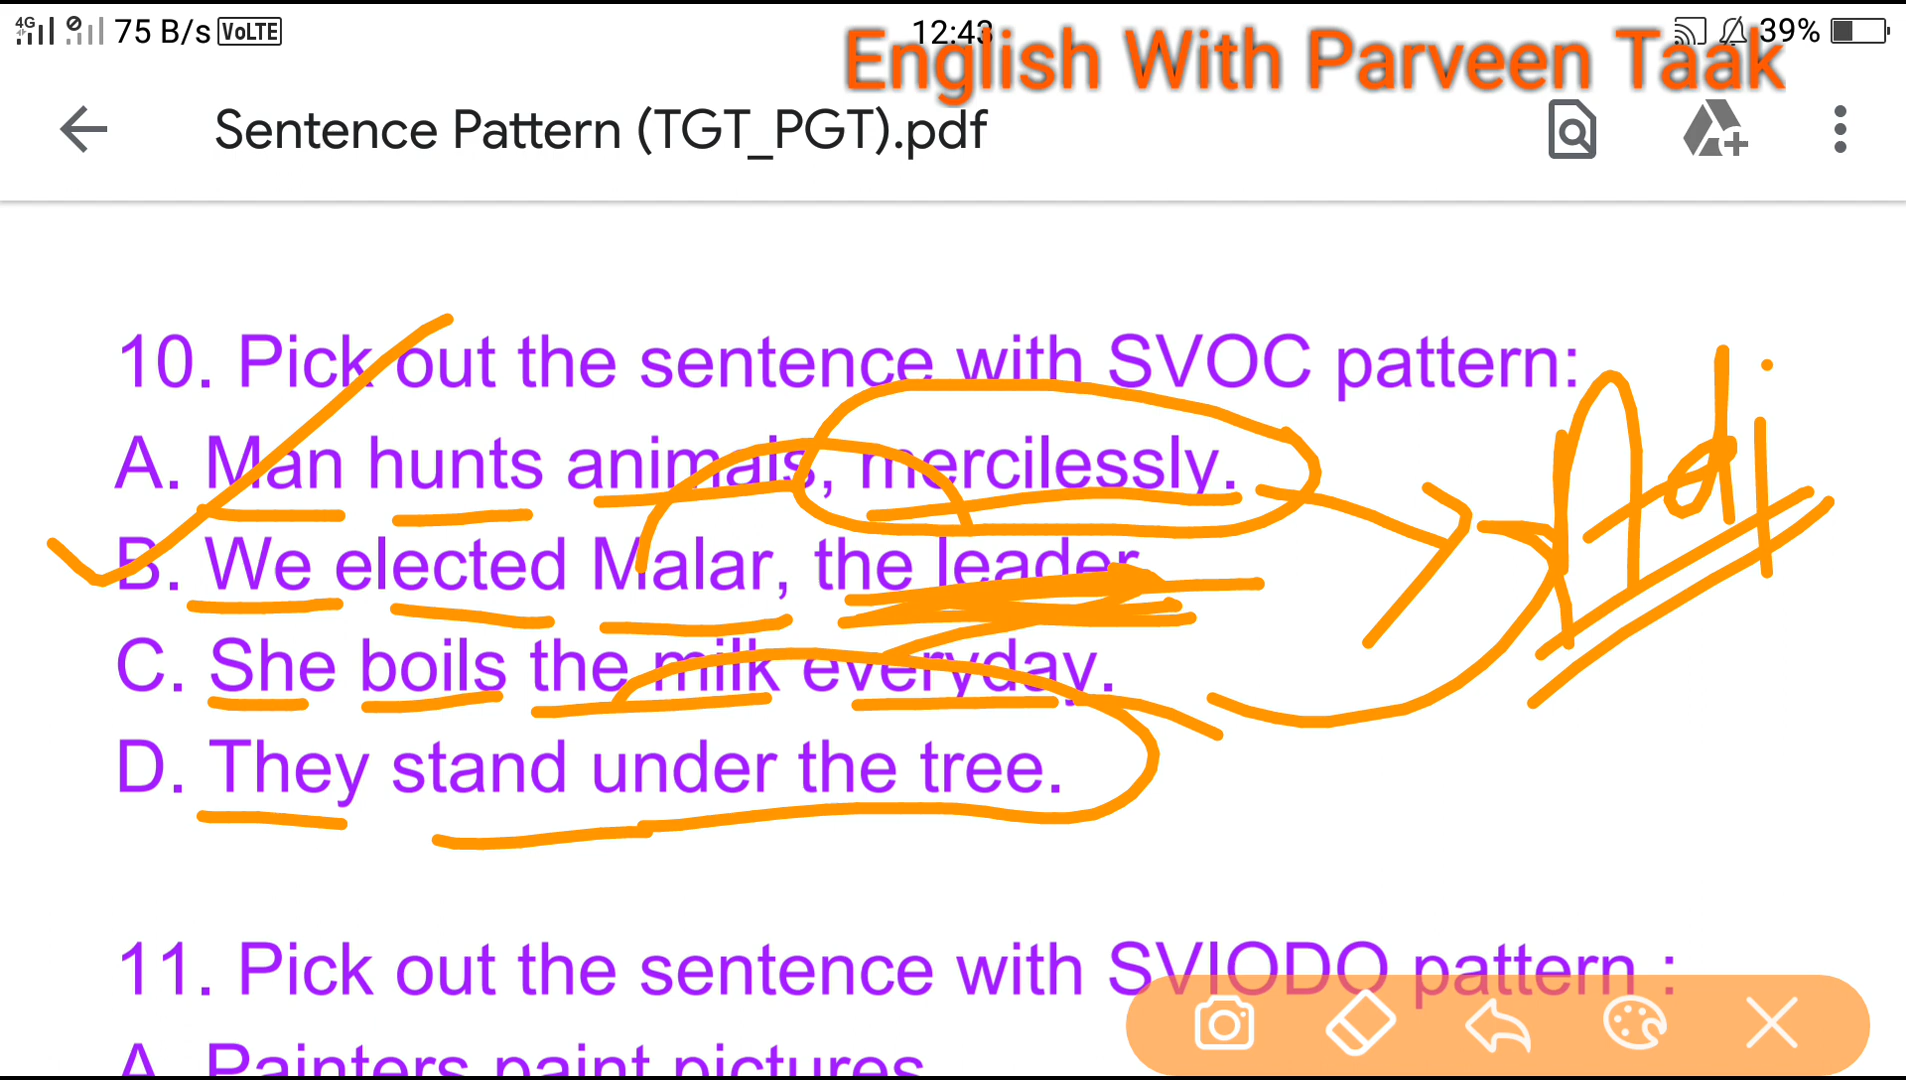 4G 75 B/s VoLTE 12:43 39%
English With Parveen Taak
Sentence Pattern (TGT_PGT).pdf
10. Pick out the sentence with SVOC pattern:
A. Man hunts animals, mercilessly.
B. We elected Malar, the leader
C. She boils the milk everyday.
D. They stand under the tree.
Adj
11. Pick out the sentence with SVIODO pattern :
A. Painters paint pictures